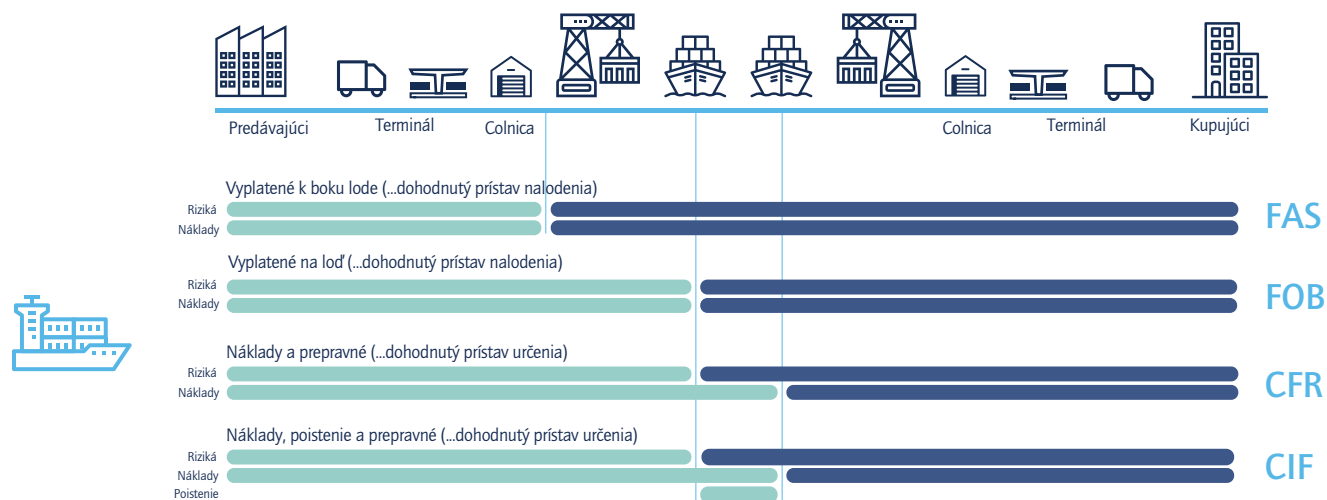 Predávajúci
Terminál
Colnica
Colnica
Terminál
Kupujúci
Vyplatené k boku lode (...dohodnutý prístav nalodenia)
Riziká
Náklady
FAS
Vyplatené na loď (...dohodnutý prístav nalodenia)
Riziká
Náklady
FOB
Náklady a prepravné (...dohodnutý prístav určenia)
Riziká
Náklady
CFR
Náklady, poistenie a prepravné (...dohodnutý prístav určenia)
Riziká
Náklady
Poistenie
CIF